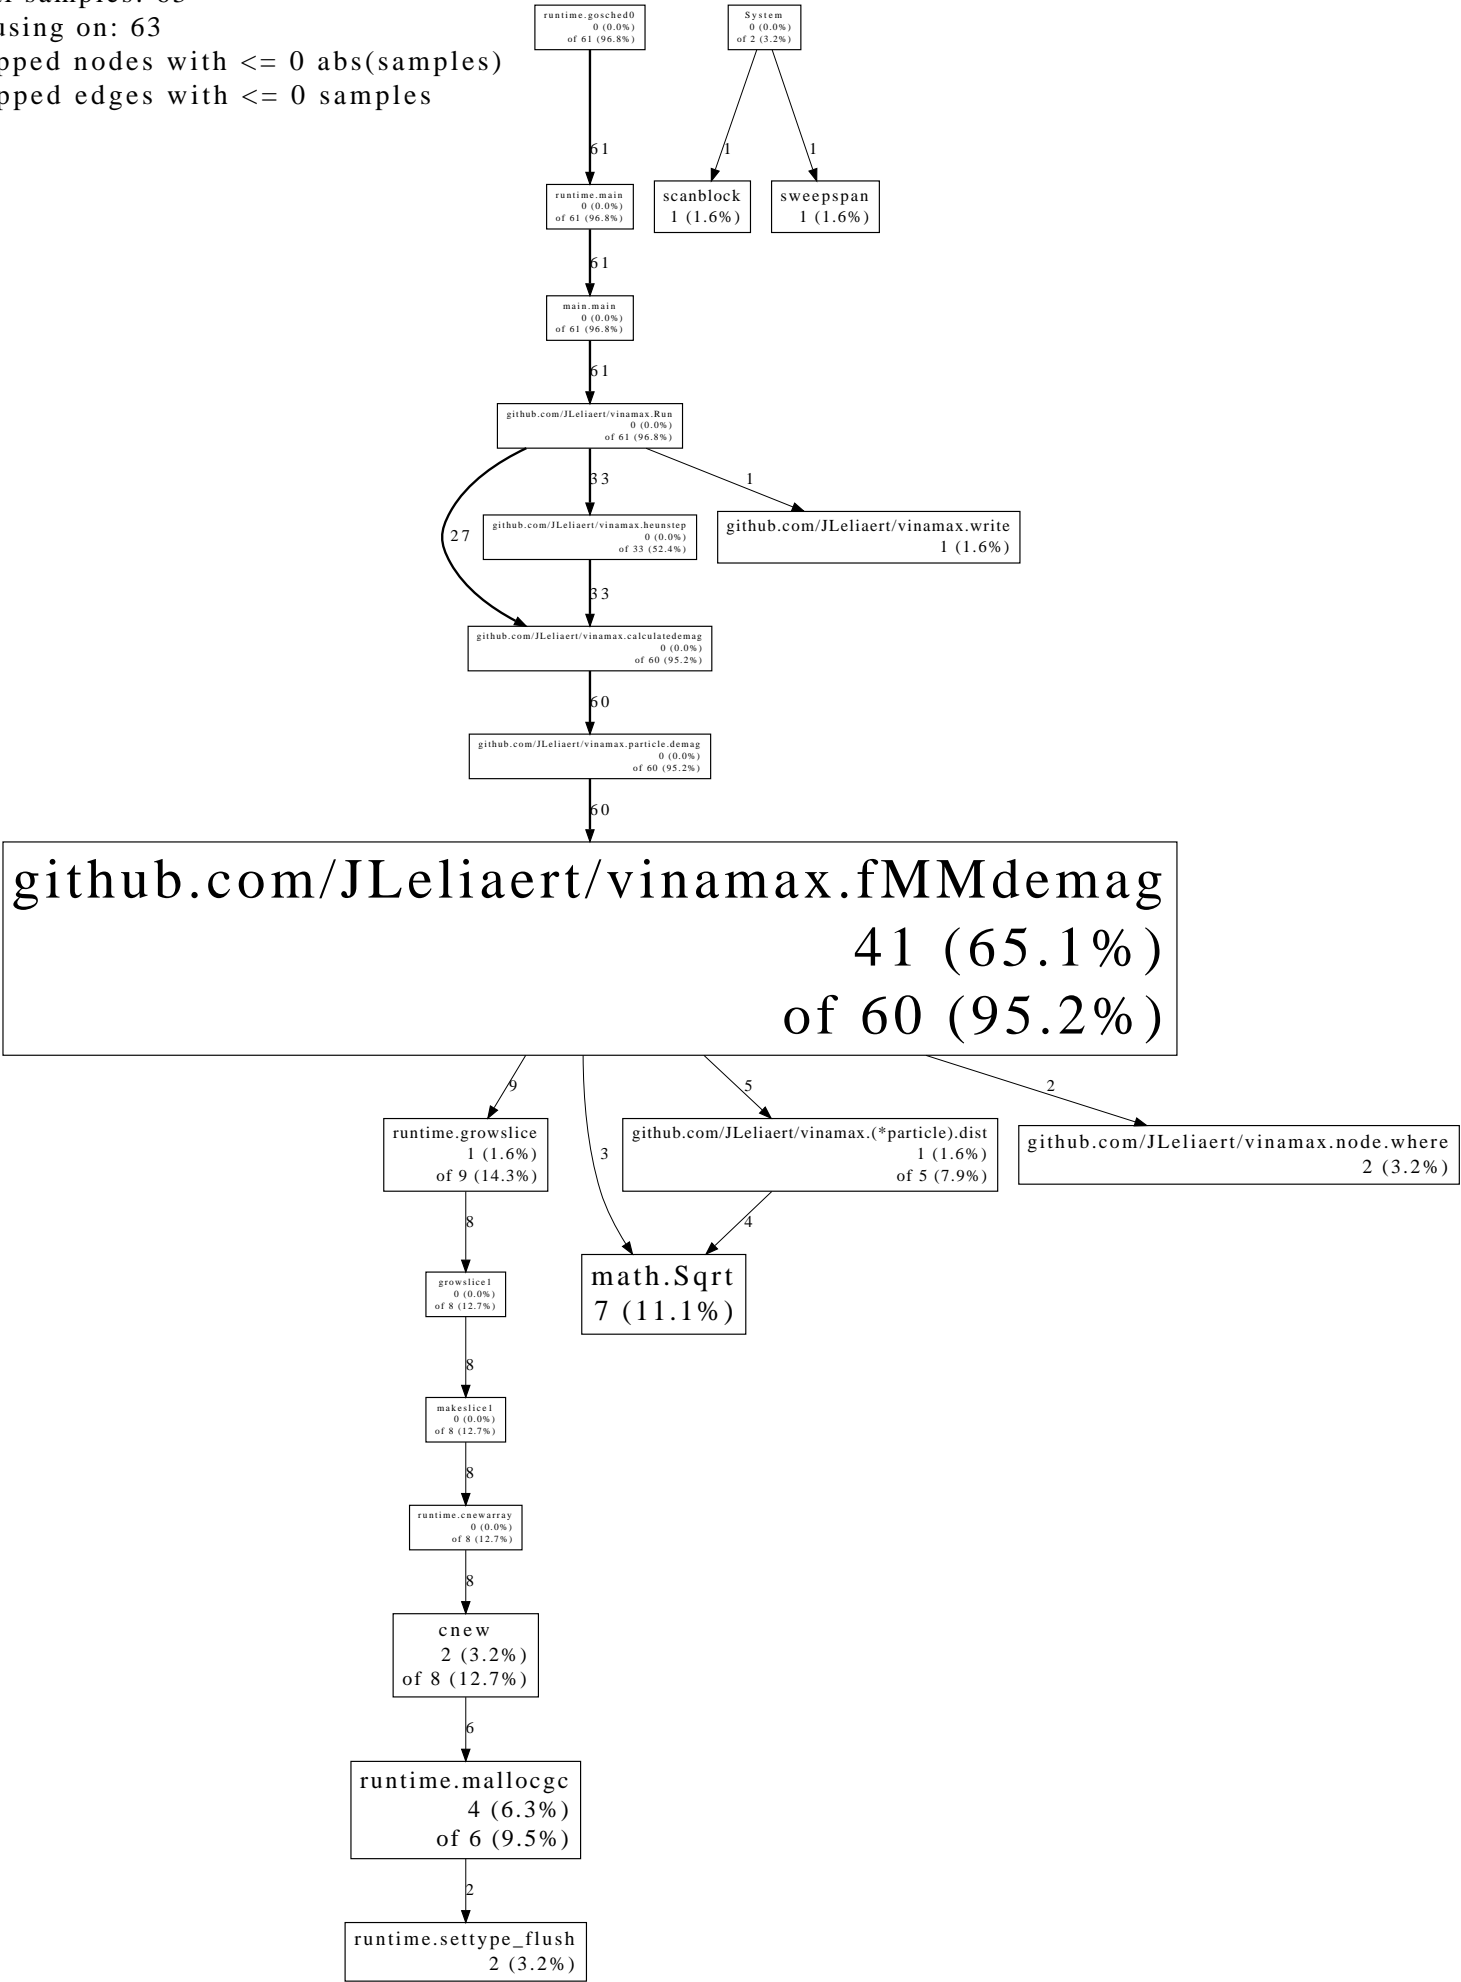 using on: 63
pped nodes with <= 0 abs(samples)
pped edges with <= 0 samples
runtime.gosched0
0 (0.0%)
of 61 (96.8%)
System
0 (0.0%)
of 2 (3.2%)
61
1
1
runtime.main
0 (0.0%)
of 61 (96.8%)
scanblock
1 (1.6%)
sweepspan
1 (1.6%)
61
main.main
0 (0.0%)
of 61 (96.8%)
61
github.com/JLeliaert/vinamax.Run
0 (0.0%)
of 61 (96.8%)
27
33
1
github.com/JLeliaert/vinamax.heunstep
0 (0.0%)
of 33 (52.4%)
github.com/JLeliaert/vinamax.write
1 (1.6%)
33
github.com/JLeliaert/vinamax.calculatedemag
0 (0.0%)
of 60 (95.2%)
60
github.com/JLeliaert/vinamax.particle.demag
0 (0.0%)
of 60 (95.2%)
60
github.com/JLeliaert/vinamax.fMMdemag
41 (65.1%)
of 60 (95.2%)
9
3
5
2
runtime.growslice
1 (1.6%)
of 9 (14.3%)
github.com/JLeliaert/vinamax.(*particle).dist
1 (1.6%)
of 5 (7.9%)
github.com/JLeliaert/vinamax.node.where
2 (3.2%)
8
4
growslice1
0 (0.0%)
of 8 (12.7%)
math.Sqrt
7 (11.1%)
8
makeslice1
0 (0.0%)
of 8 (12.7%)
8
runtime.cnewarray
0 (0.0%)
of 8 (12.7%)
8
cnew
2 (3.2%)
of 8 (12.7%)
6
runtime.mallocgc
4 (6.3%)
of 6 (9.5%)
2
runtime.settype_flush
2 (3.2%)